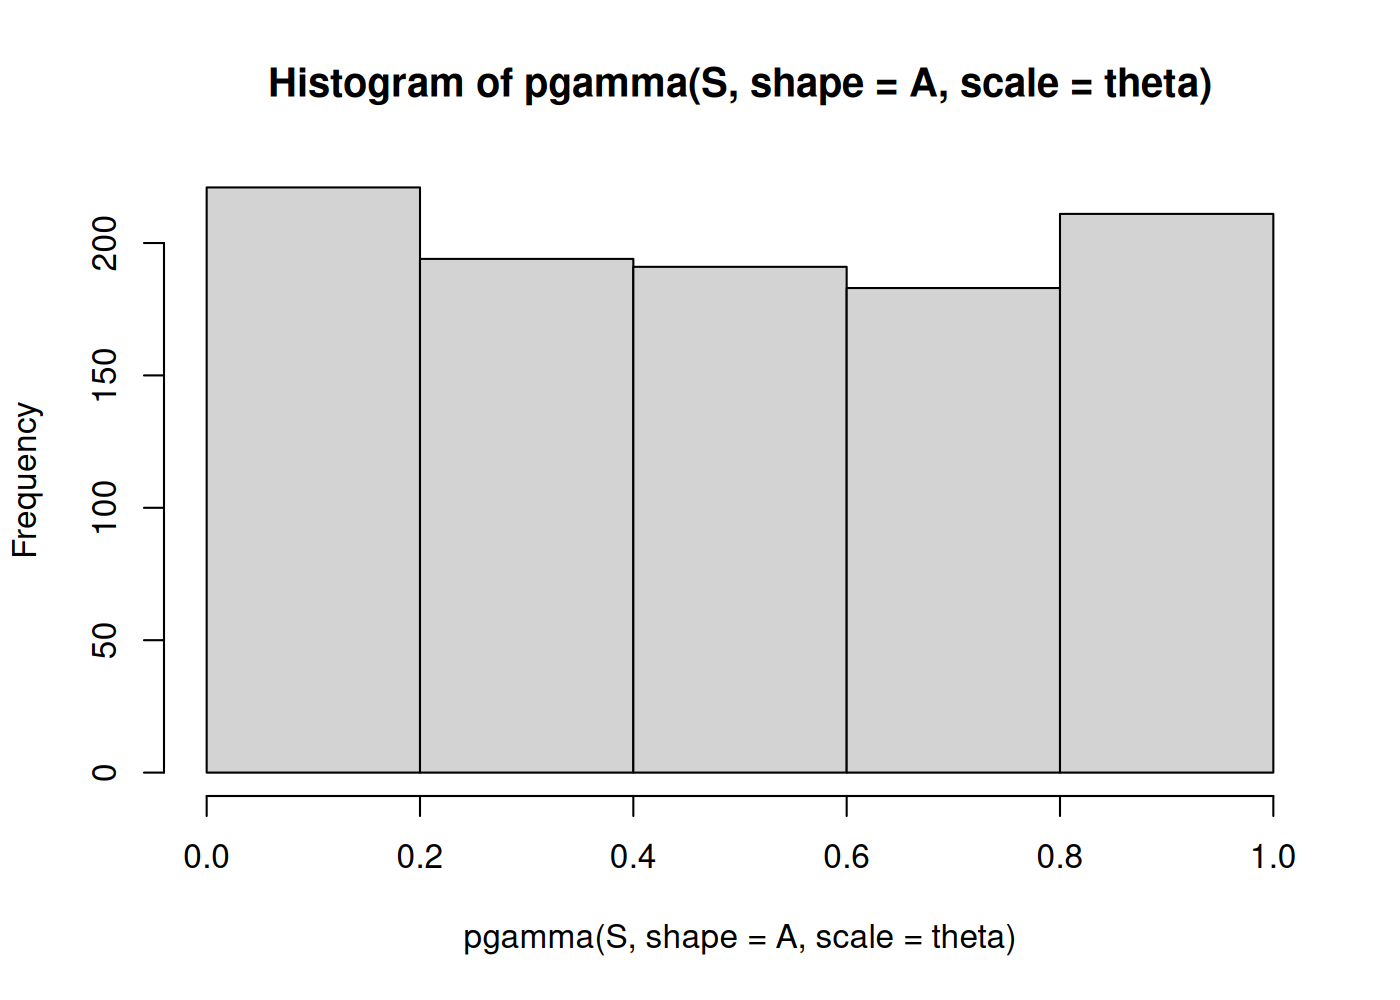 Histogram of pgamma(S, shape = A, scale = theta)
Frequency
200
150
100
50
0
0.0 0.2 0.4 0.6 0.8 1.0
pgamma(S, shape = A, scale = theta)